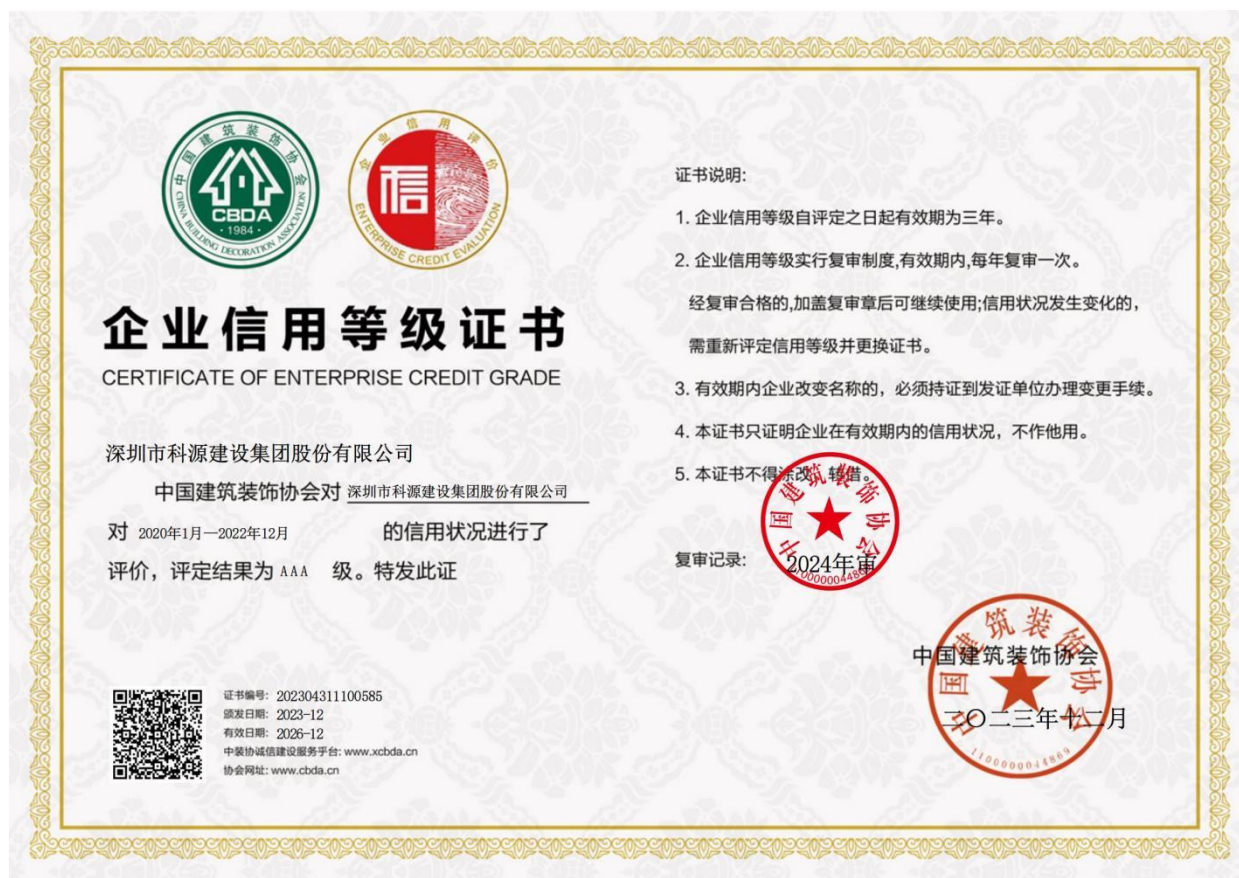 中国建筑装饰协会
CBDA
·1984·
CHINA BUILDING DECORATION ASSOCIATION
企业信用评价
信
ENTERPRISE CREDIT EVALUATION
企业信用等级证书
CERTIFICATE OF ENTERPRISE CREDIT GRADE
深圳市科源建设集团股份有限公司
中国建筑装饰协会对 深圳市科源建设集团股份有限公司
对 2020年1月—2022年12月 的信用状况进行了
评价，评定结果为 AAA 级。特发此证
证书编号: 202304311100585
颁发日期: 2023-12
有效日期: 2026-12
中装协诚信建设服务平台: www.xcbda.cn
协会网址: www.cbda.cn
证书说明:
1. 企业信用等级自评定之日起有效期为三年。
2. 企业信用等级实行复审制度,有效期内,每年复审一次。
经复审合格的,加盖复审章后可继续使用;信用状况发生变化的，
需重新评定信用等级并更换证书。
3. 有效期内企业改变名称的，必须持证到发证单位办理变更手续。
4. 本证书只证明企业在有效期内的信用状况，不作他用。
5. 本证书不得涂改、转借。
复审记录:
中国建筑装饰协会
2024年审
中国建筑装饰协会
二〇二三年十二月
中国建筑装饰协会
1100000044869